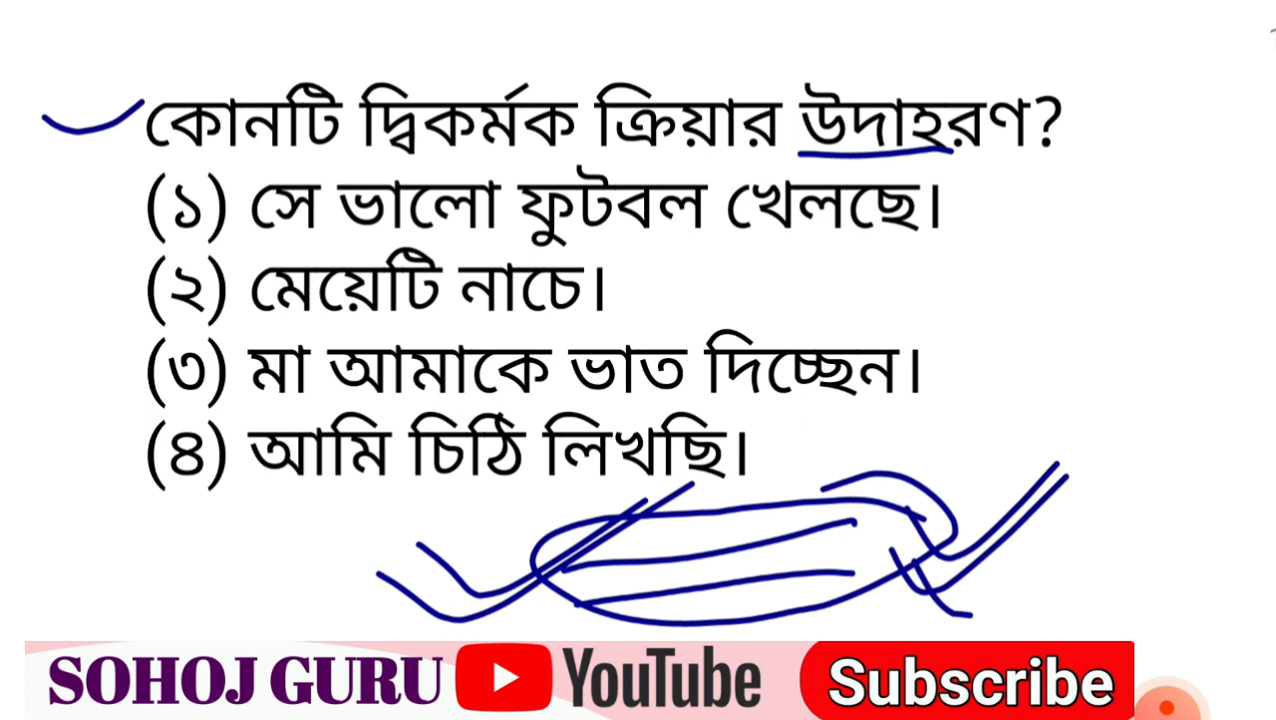 কোনটি দ্বিকর্মক ক্রিয়ার উদাহরণ?
(১) সে ভালো ফুটবল খেলছে।
(২) মেয়েটি নাচে।
(৩) মা আমাকে ভাত দিচ্ছেন।
(৪) আমি চিঠি লিখছি।
SOHOJ GURU YouTube Subscribe